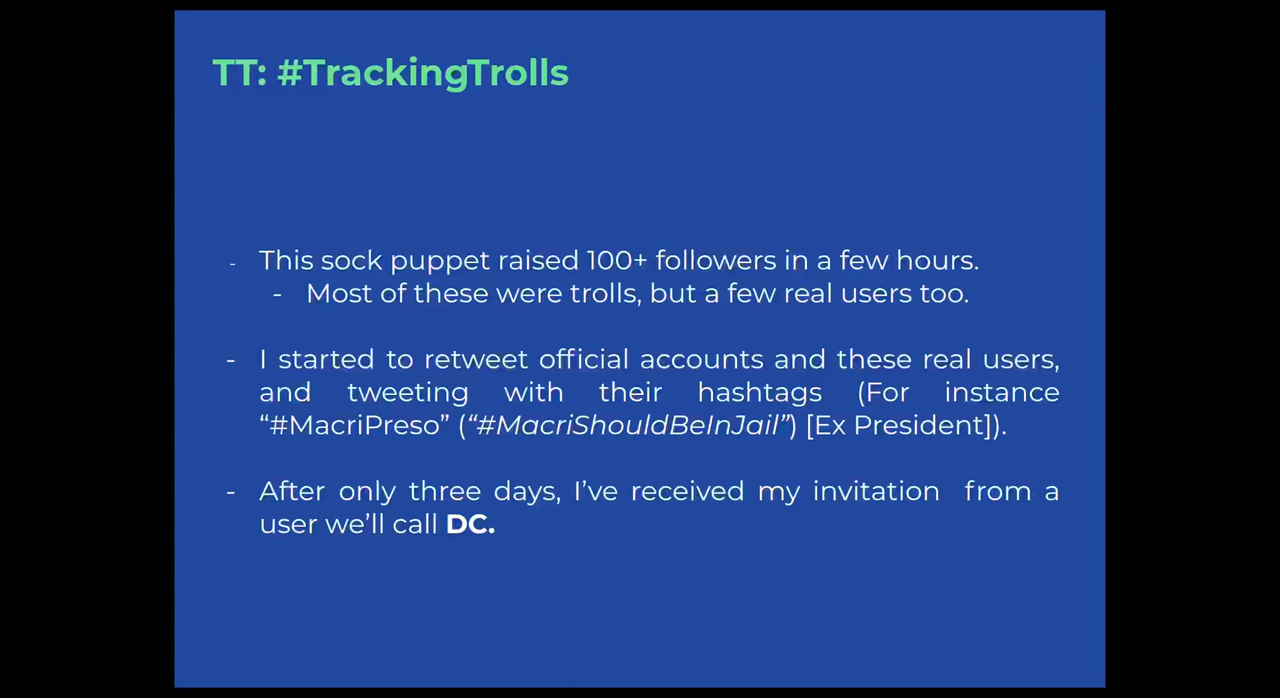 TT: #TrackingTrolls
- This sock puppet raised 100+ followers in a few hours.
- Most of these were trolls, but a few real users too.
- I started to retweet official accounts and these real users,
and tweeting with their hashtags (For instance
“#MacriPreso” (“#MacriShouldBeInJail”) [Ex President]).
- After only three days, I’ve received my invitation from a
user we’ll call DC.